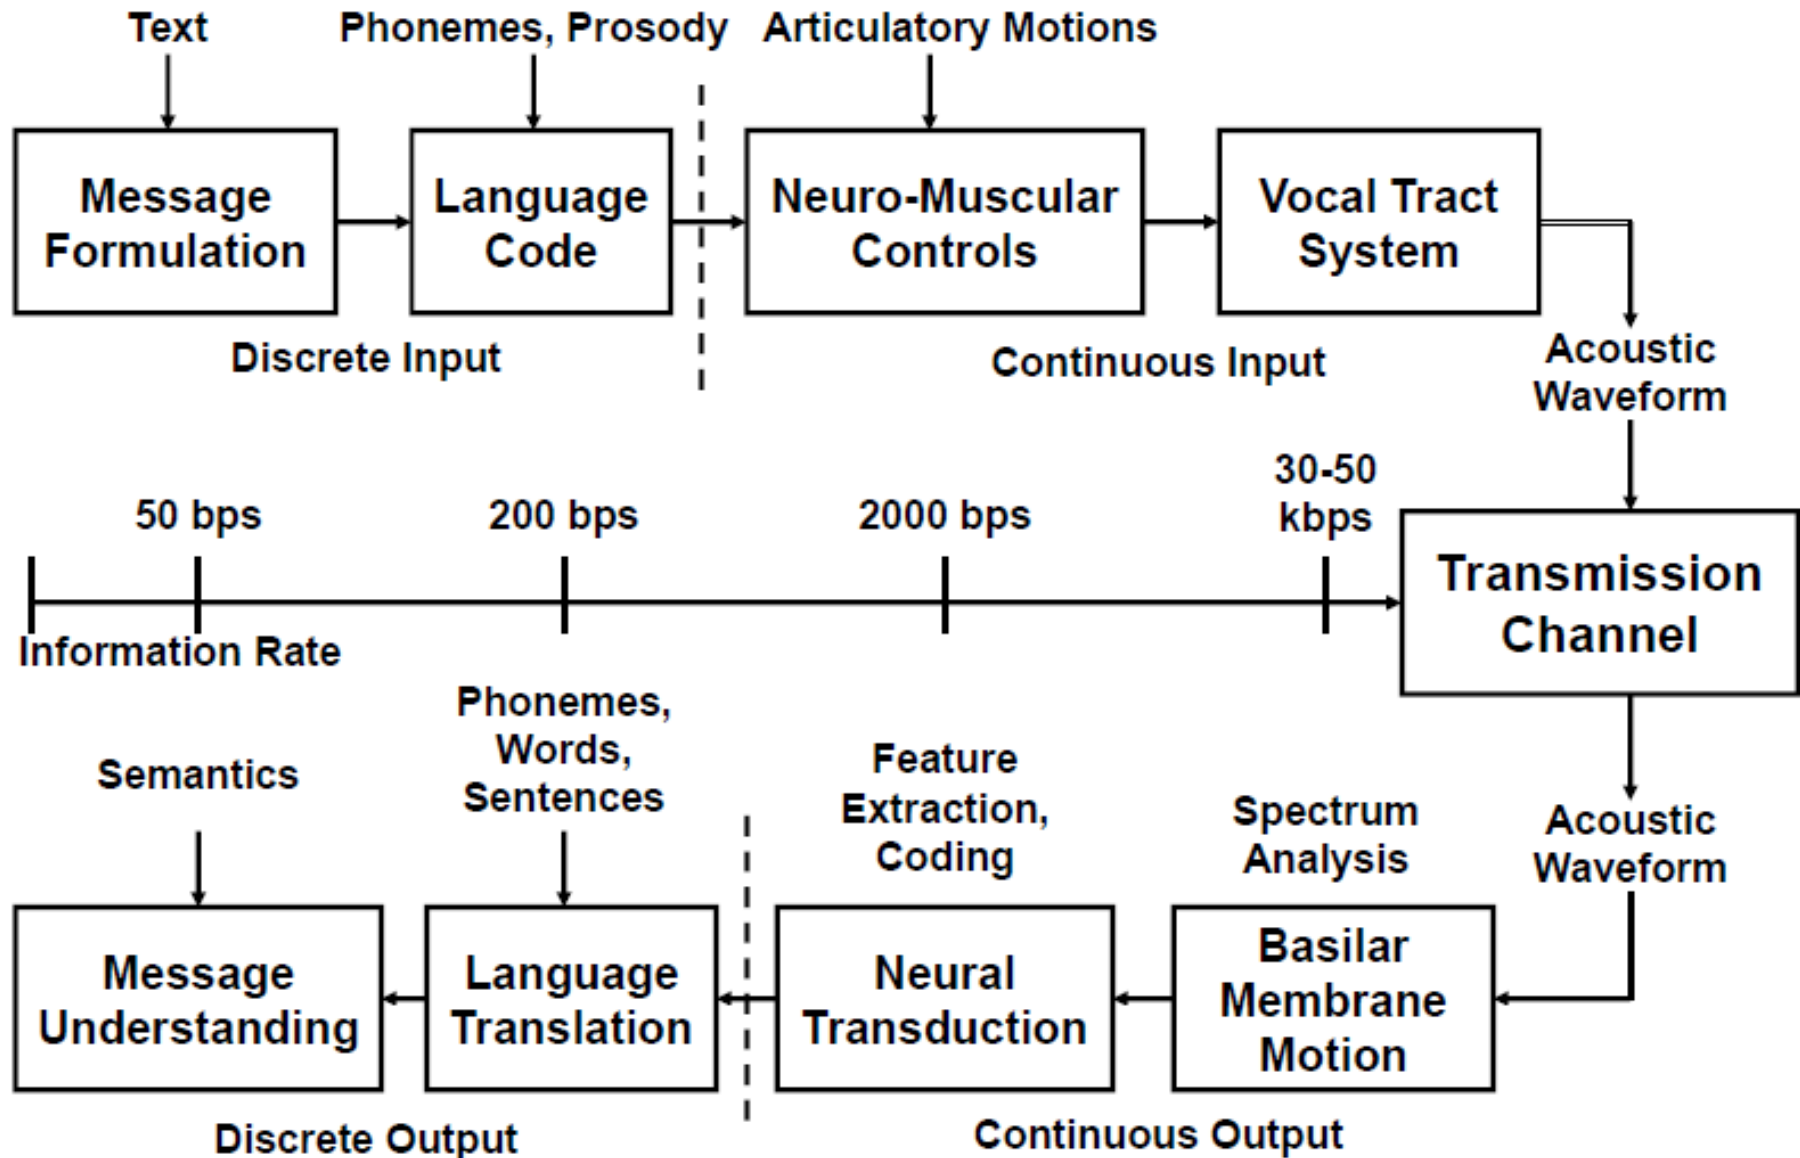 Text
Phonemes, Prosody
Articulatory Motions
Message
Formulation
Language
Code
Neuro-Muscular
Controls
Vocal Tract
System
Discrete Input
Continuous Input
Acoustic
Waveform
50 bps
200 bps
2000 bps
30-50
kbps
Information Rate
Transmission
Channel
Semantics
Phonemes,
Words,
Sentences
Feature
Extraction,
Coding
Spectrum
Analysis
Acoustic
Waveform
Message
Understanding
Language
Translation
Neural
Transduction
Basilar
Membrane
Motion
Discrete Output
Continuous Output